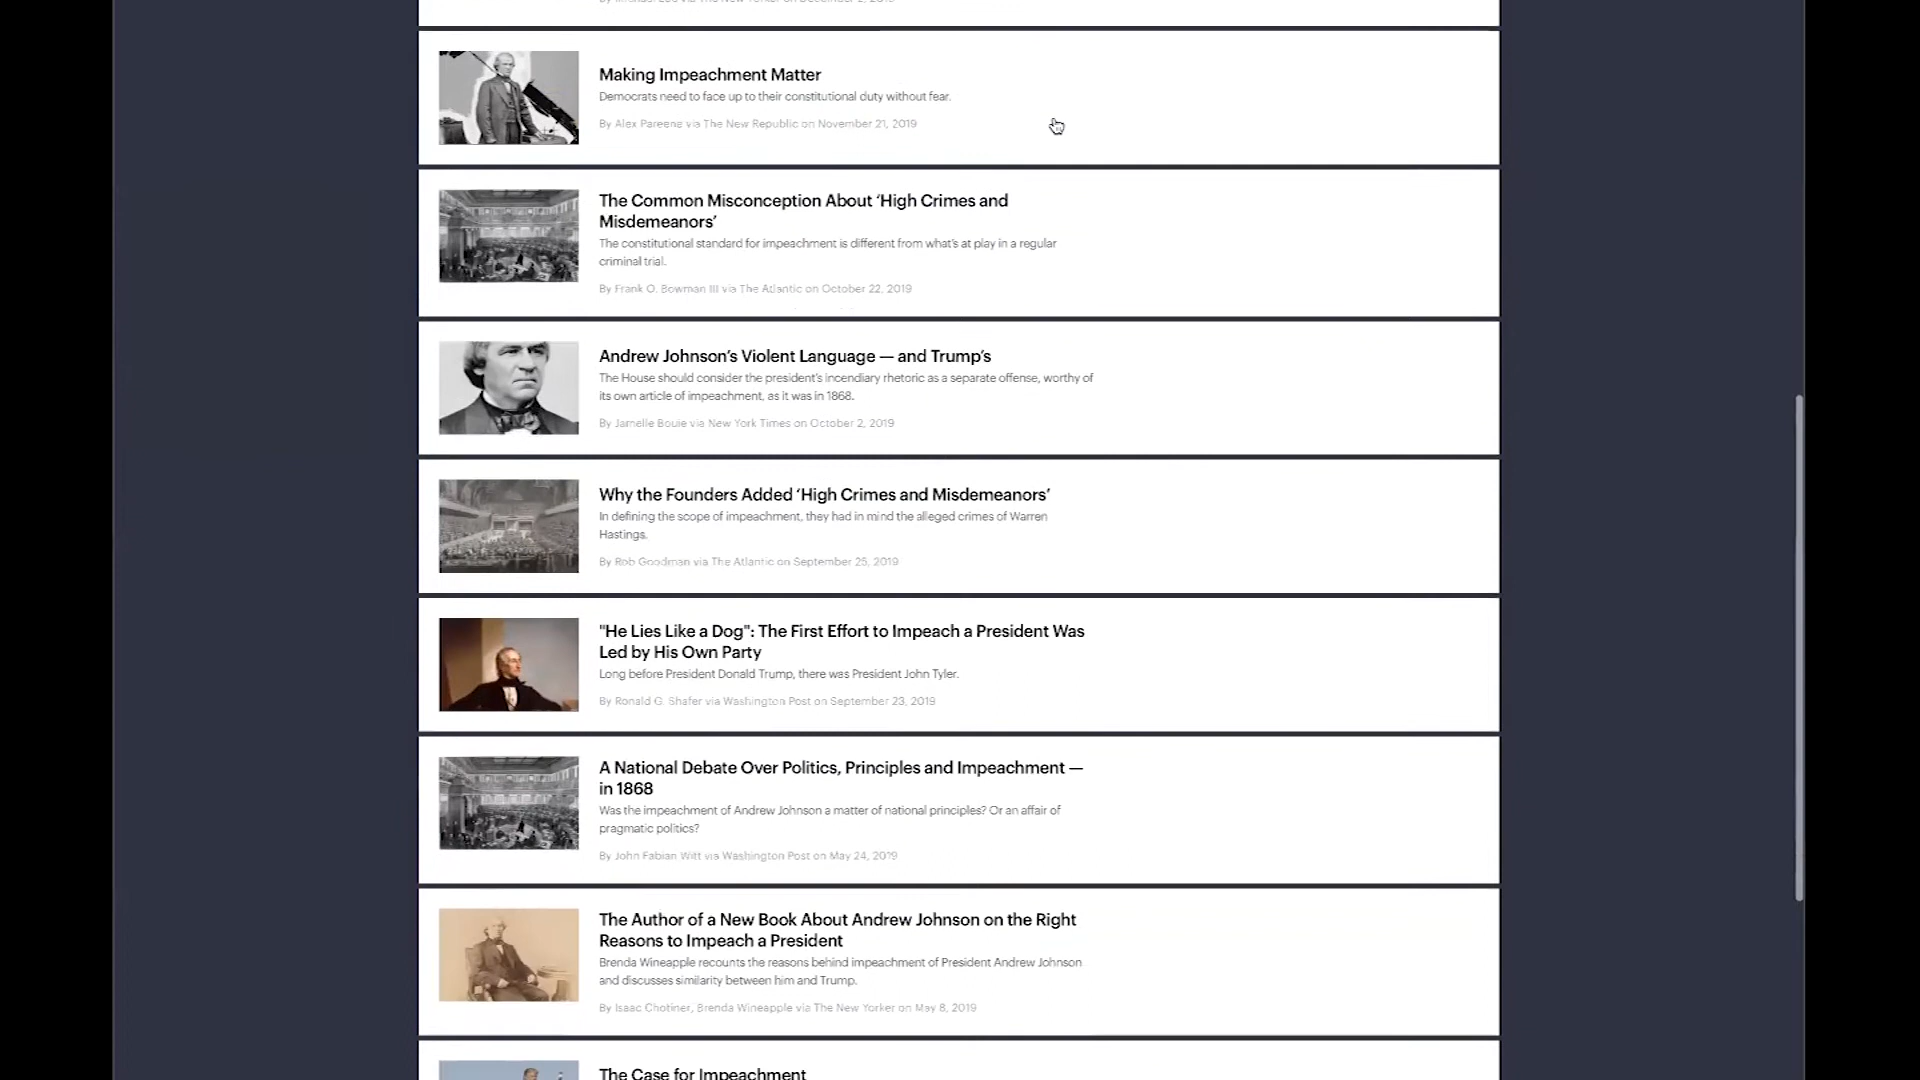 Making Impeachment Matter
Democrats need to face up to their constitutional duty without fear.
By Alex Pareene via The New Republic on November 21, 2019
The Common Misconception About ‘High Crimes and
Misdemeanors’
The constitutional standard for impeachment is different from what's at play in a regular
criminal trial.
By Frank O. Bowman III via The Atlantic on October 22, 2019
Andrew Johnson’s Violent Language — and Trump’s
The House should consider the president's incendiary rhetoric as a separate offense, worthy of
its own article of impeachment, as it was in 1868.
By Jamelle Bouie via New York Times on October 2, 2019
Why the Founders Added ‘High Crimes and Misdemeanors’
In defining the scope of impeachment, they had in mind the alleged crimes of Warren
Hastings.
By Rob Goodman via The Atlantic on September 25, 2019
"He Lies Like a Dog": The First Effort to Impeach a President Was
Led by His Own Party
Long before President Donald Trump, there was President John Tyler.
By Ronald G. Shafer via Washington Post on September 23, 2019
A National Debate Over Politics, Principles and Impeachment —
in 1868
Was the impeachment of Andrew Johnson a matter of national principles? Or an affair of
pragmatic politics?
By John Fabian Witt via Washington Post on May 24, 2019
The Author of a New Book About Andrew Johnson on the Right
Reasons to Impeach a President
Brenda Wineapple recounts the reasons behind impeachment of President Andrew Johnson
and discusses similarity between him and Trump.
By Isaac Chotiner, Brenda Wineapple via The New Yorker on May 8, 2019
The Case for Impeachment